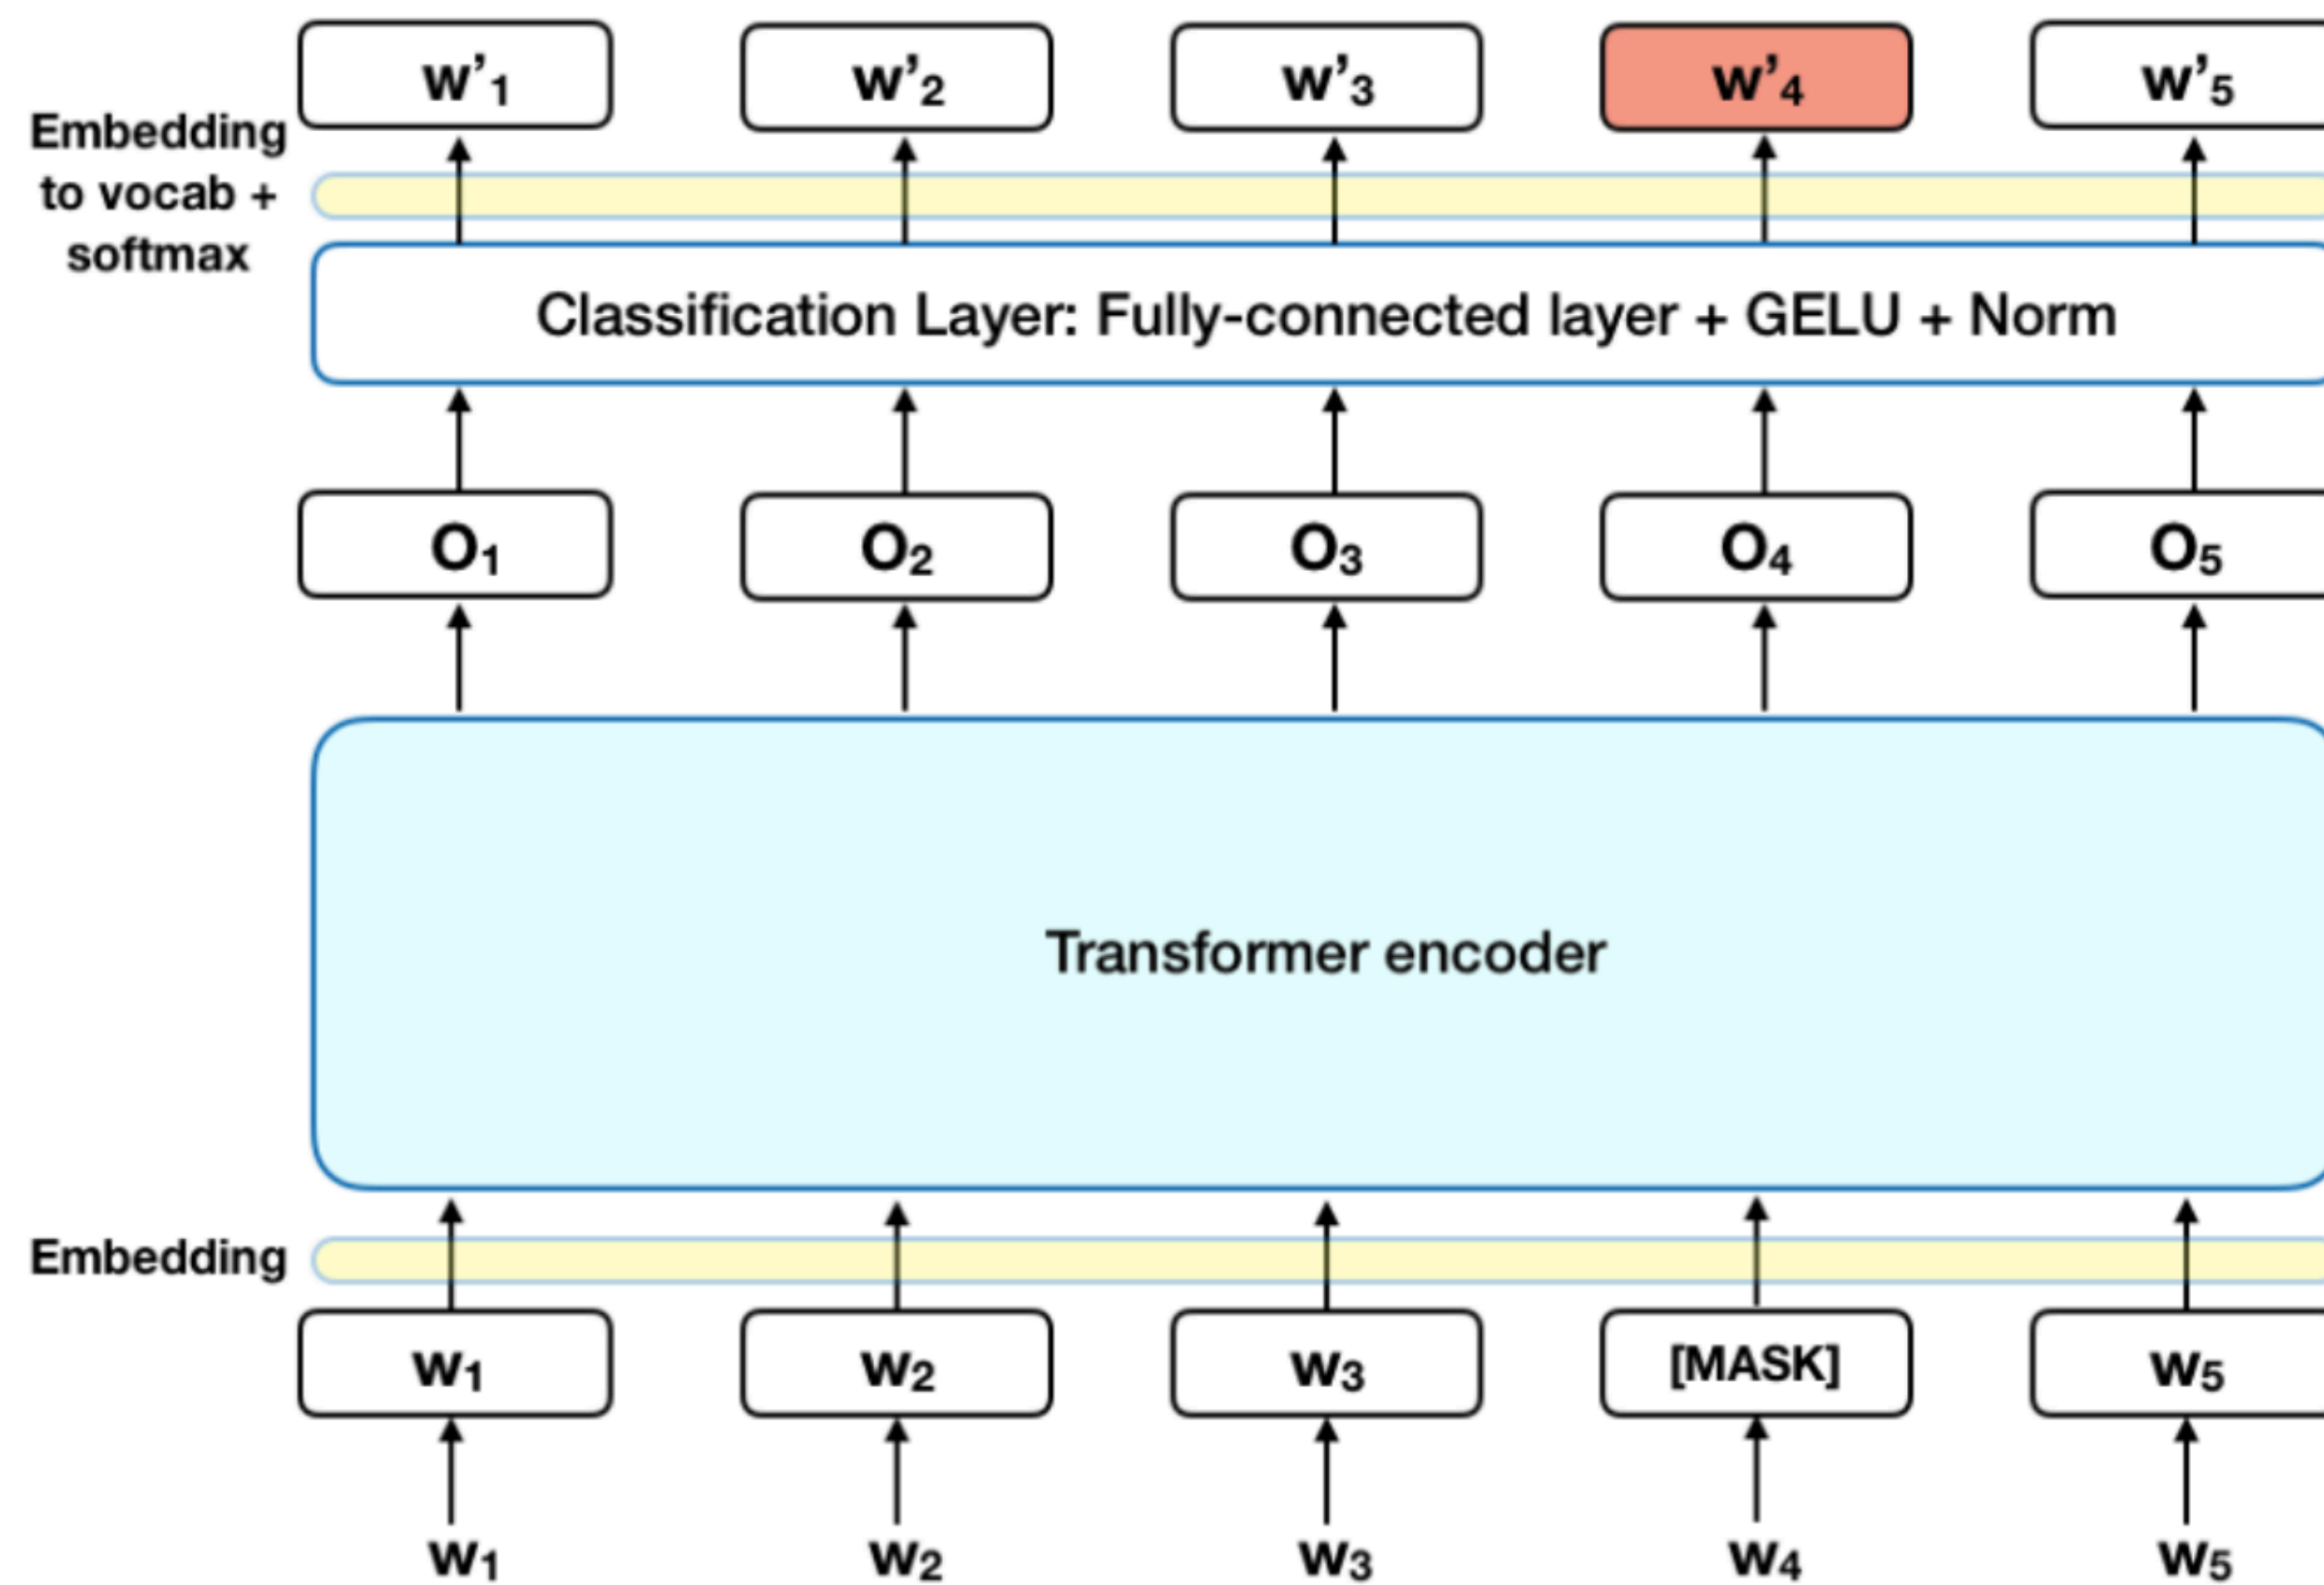 w’1 w’2 w’3 w’4 w’5
Embedding
to vocab +
softmax
Classification Layer: Fully-connected layer + GELU + Norm
O1 O2 O3 O4 O5
Transformer encoder
Embedding
w1 w2 w3 [MASK] w5
w1 w2 w3 w4 w5